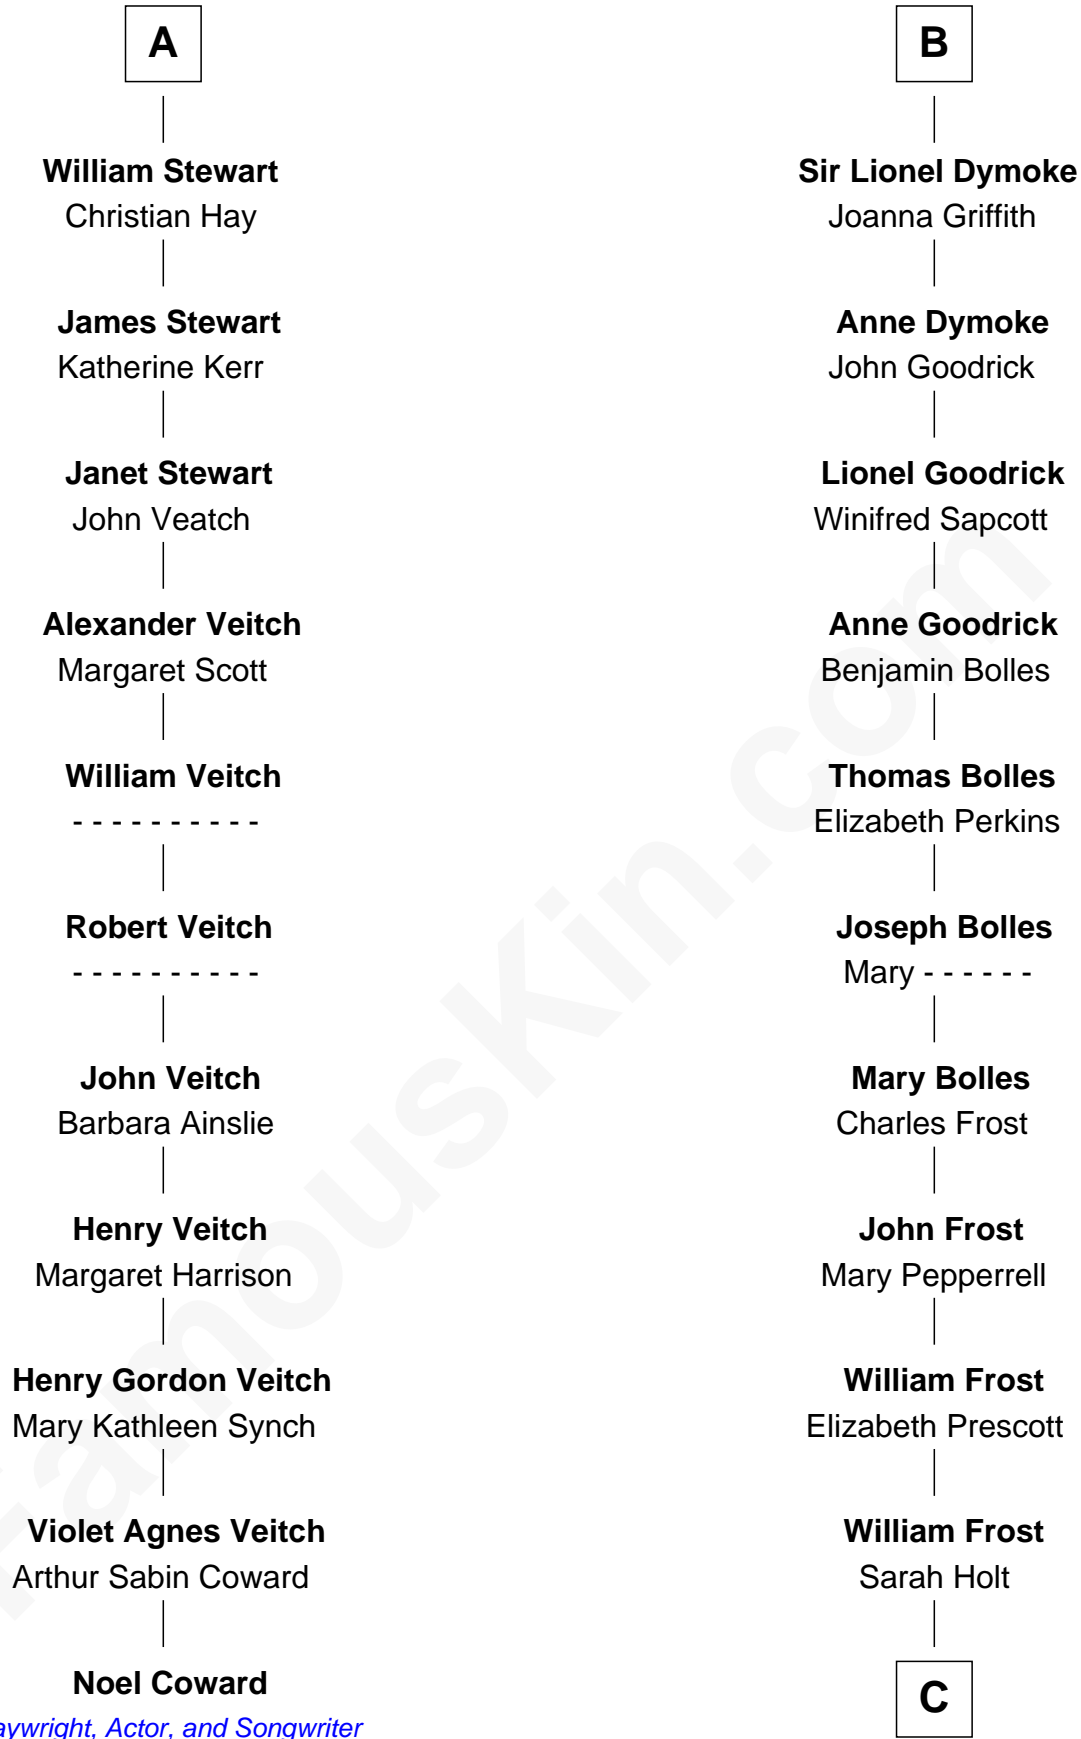 A
William Stewart
Christian Hay
James Stewart
Katherine Kerr
Janet Stewart
John Veatch
Alexander Veitch
Margaret Scott
William Veitch
- - - - - - - - - -
Robert Veitch
- - - - - - - - - -
John Veitch
Barbara Ainslie
Henry Veitch
Margaret Harrison
Henry Gordon Veitch
Mary Kathleen Synch
Violet Agnes Veitch
Arthur Sabin Coward
Noel Coward
aywright, Actor, and Songwriter
B
Sir Lionel Dymoke
Joanna Griffith
Anne Dymoke
John Goodrick
Lionel Goodrick
Winifred Sapcott
Anne Goodrick
Benjamin Bolles
Thomas Bolles
Elizabeth Perkins
Joseph Bolles
Mary - - - - - -
Mary Bolles
Charles Frost
John Frost
Mary Pepperrell
William Frost
Elizabeth Prescott
William Frost
Sarah Holt
C
FamousKin.com